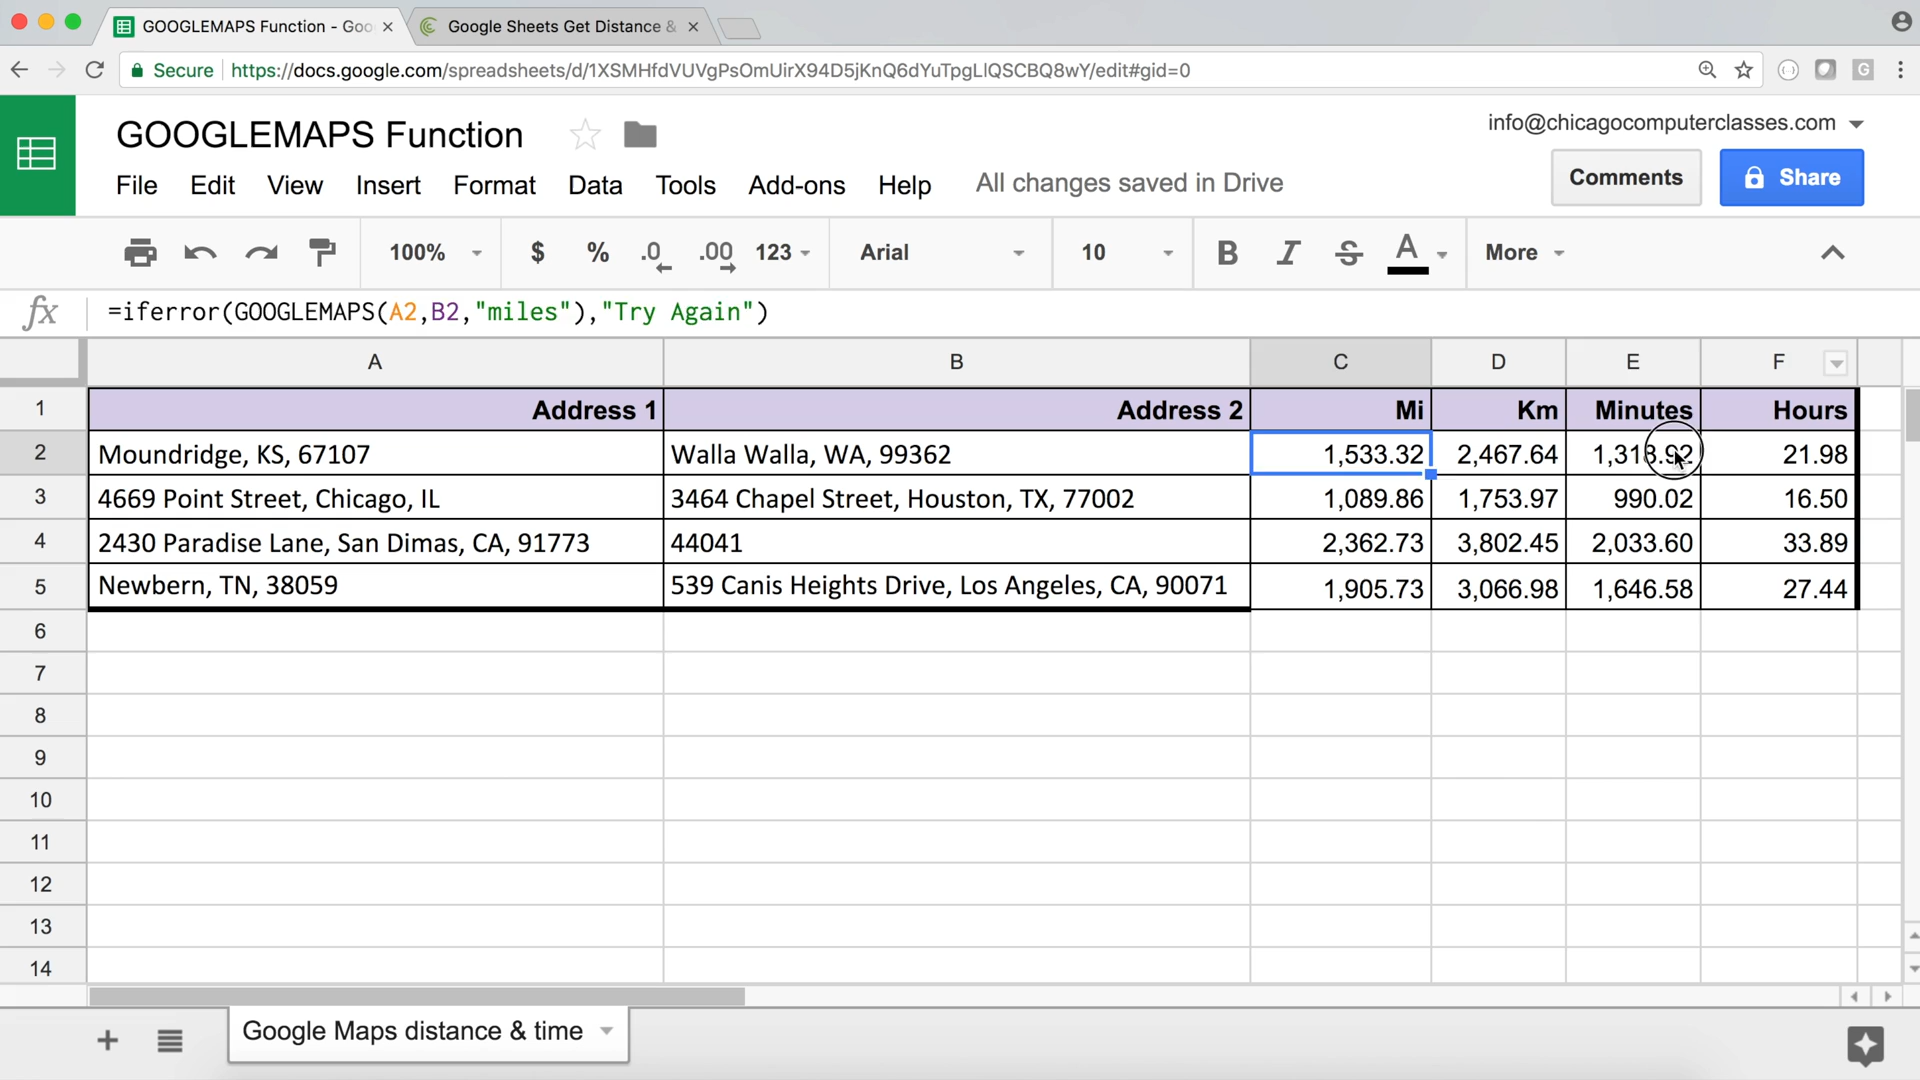 GOOGLEMAPS Function - Goo
Google Sheets Get Distance &
Secure https://docs.google.com/spreadsheets/d/1XSMHfdVUVgPsOmUirX94D5jKnQ6dYuTpgLlQSCBQ8wY/edit#gid=0
GOOGLEMAPS Function
info@chicagocomputerclasses.com
File Edit View Insert Format Data Tools Add-ons Help All changes saved in Drive
Comments Share
100% $ % .0 .00 123 Arial 10 B I S A More
fx =iferror(GOOGLEMAPS(A2,B2,"miles"),"Try Again")
A B C D E F
1 Address 1 Address 2 Mi Km Minutes Hours
2 Moundridge, KS, 67107 Walla Walla, WA, 99362 1,533.32 2,467.64 21.98
3 4669 Point Street, Chicago, IL 3464 Chapel Street, Houston, TX, 77002 1,089.86 1,753.97 990.02 16.50
4 2430 Paradise Lane, San Dimas, CA, 91773 44041 2,362.73 3,802.45 2,033.60 33.89
5 Newbern, TN, 38059 539 Canis Heights Drive, Los Angeles, CA, 90071 1,905.73 3,066.98 1,646.58 27.44
6
7
8
9
10
11
12
13
14
Google Maps distance & time